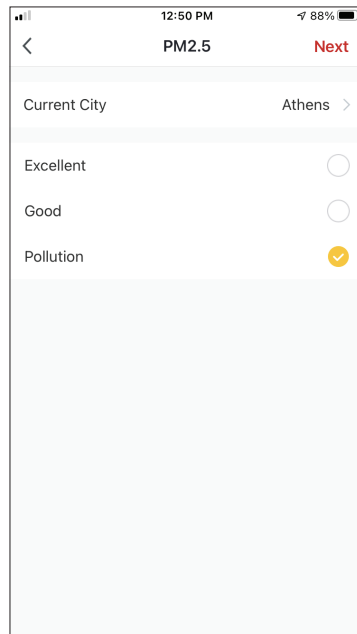 12:50 PM 88%
PM2.5 Next
Current City Athens
Excellent
Good
Pollution